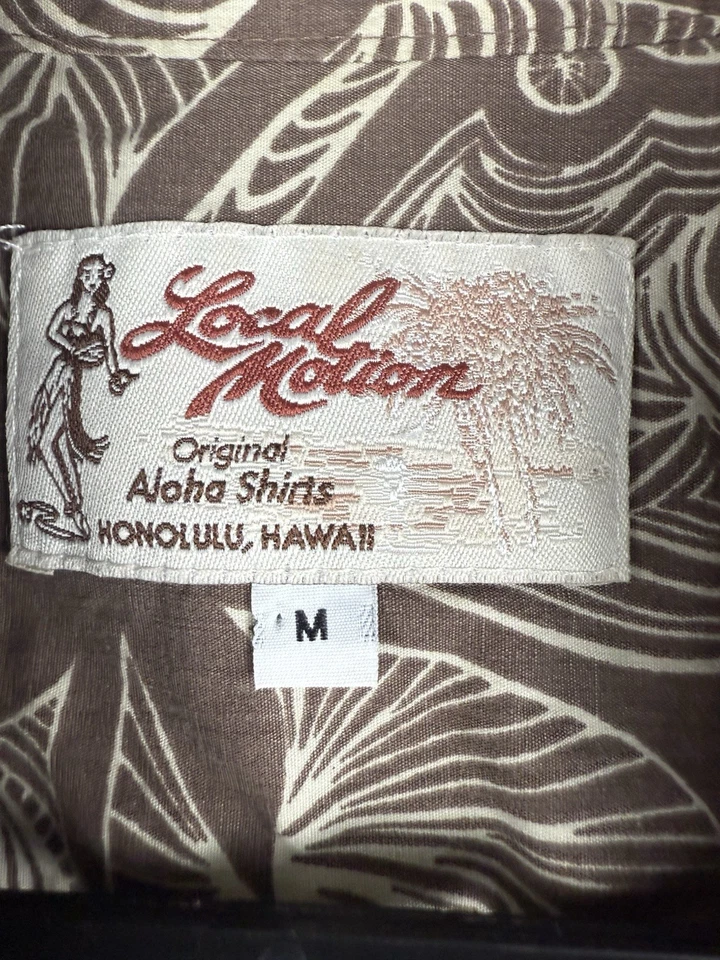 Local
Motion
Original
Aloha Shirts
HONOLULU, HAWAII
M